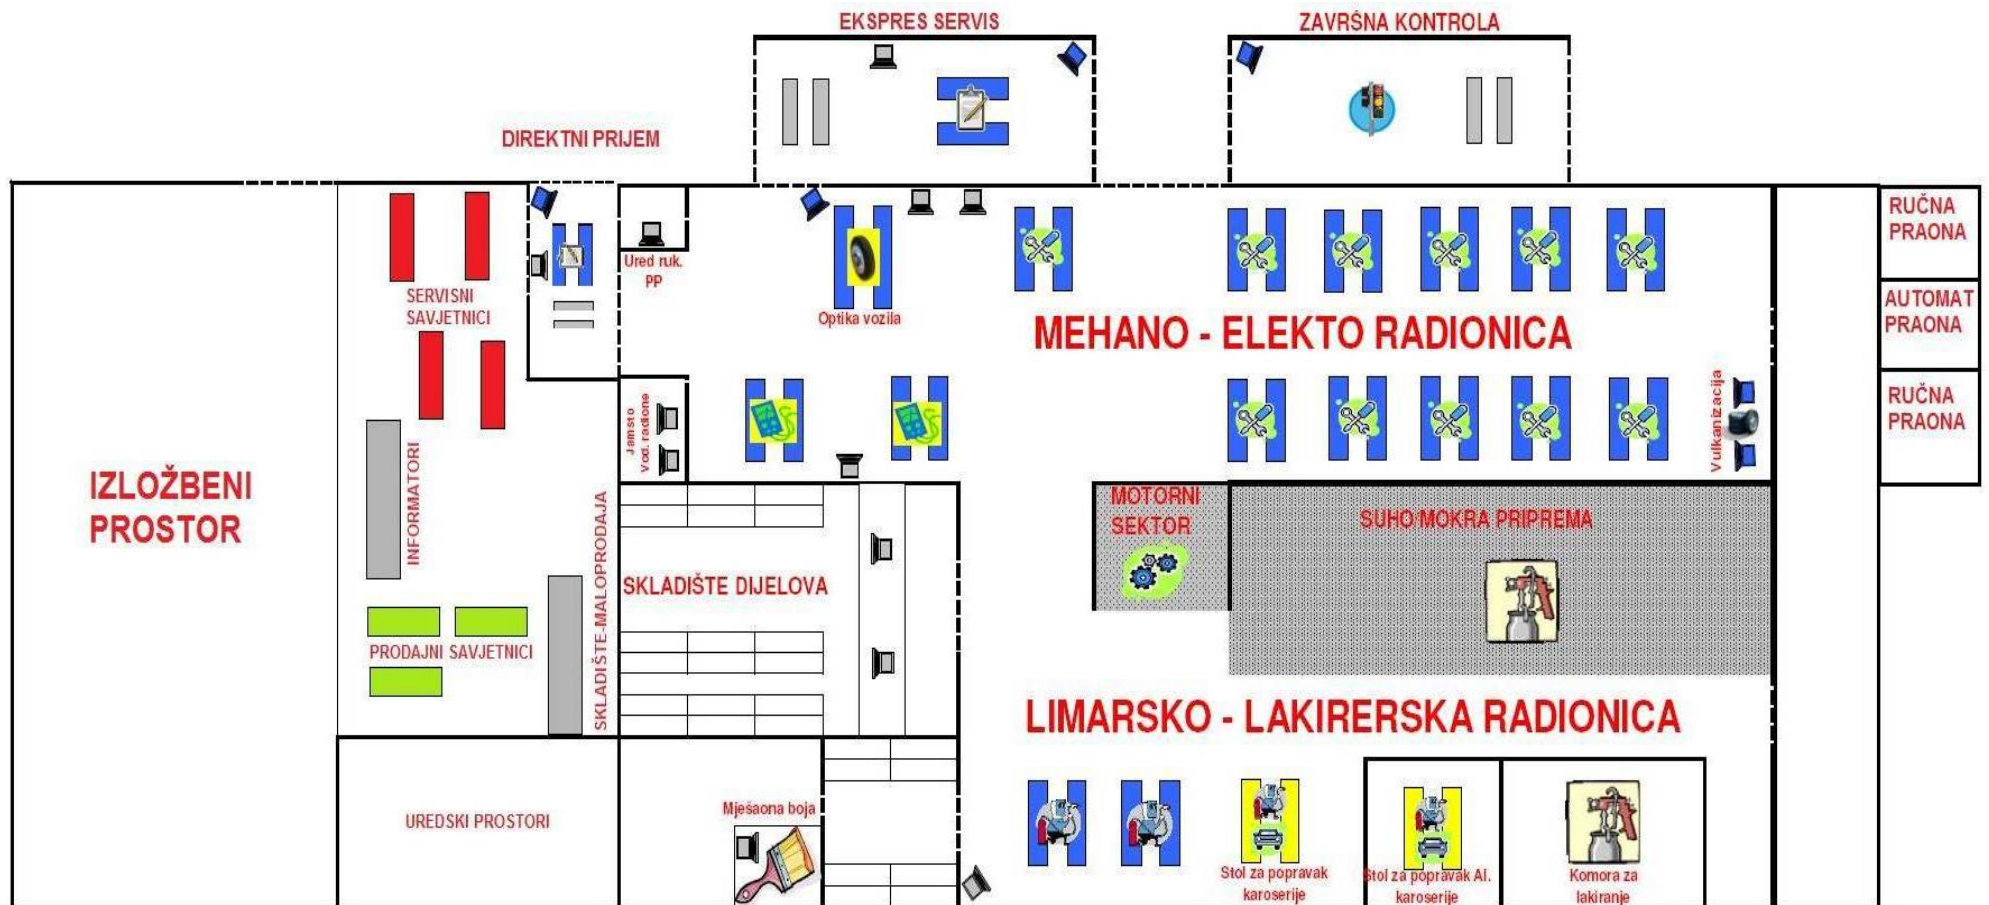 EKSPRES SERVIS
ZAVRŠNA KONTROLA
DIREKTNI PRIJEM
RUČNA
PRAONA
Ured ruk.
PP
SERVISNI
SAVJETNICI
Optika vozila
MEHANO - ELEKTO RADIONICA
AUTOMAT
PRAONA
RUČNA
PRAONA
Jamsto
Vod. radione
Vulkanizacija
IZLOŽBENI
PROSTOR
INFORMATORI
SKLADIŠTE-MALOPRODAJA
MOTORNI
SEKTOR
SUHO/MOKRA PRIPREMA
SKLADIŠTE DIJELOVA
PRODAJNI SAVJETNICI
LIMARSKO - LAKIRERSKA RADIONICA
UREDSKI PROSTORI
Mješaona boja
Stol za popravak
karoserije
Stol za popravak Al.
karoserije
Komora za
lakiranje